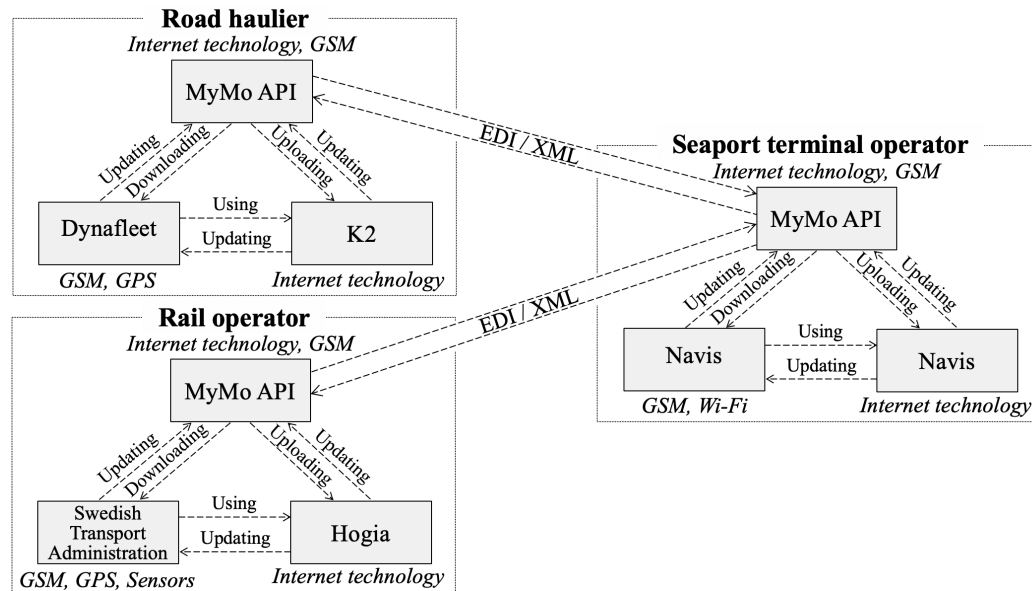 Road haulier
Internet technology, GSM
MyMo API
Updating
Downloading
Uploading
Updating
Dynafleet
Using
Updating
K2
GSM, GPS
Internet technology
EDI / XML
Seaport terminal operator
Internet technology, GSM
MyMo API
Updating
Downloading
Uploading
Updating
Navis
Using
Updating
Navis
GSM, Wi-Fi
Internet technology
EDI / XML
Rail operator
Internet technology, GSM
MyMo API
Updating
Downloading
Uploading
Updating
Swedish
Transport
Administration
Using
Updating
Hogia
GSM, GPS, Sensors
Internet technology